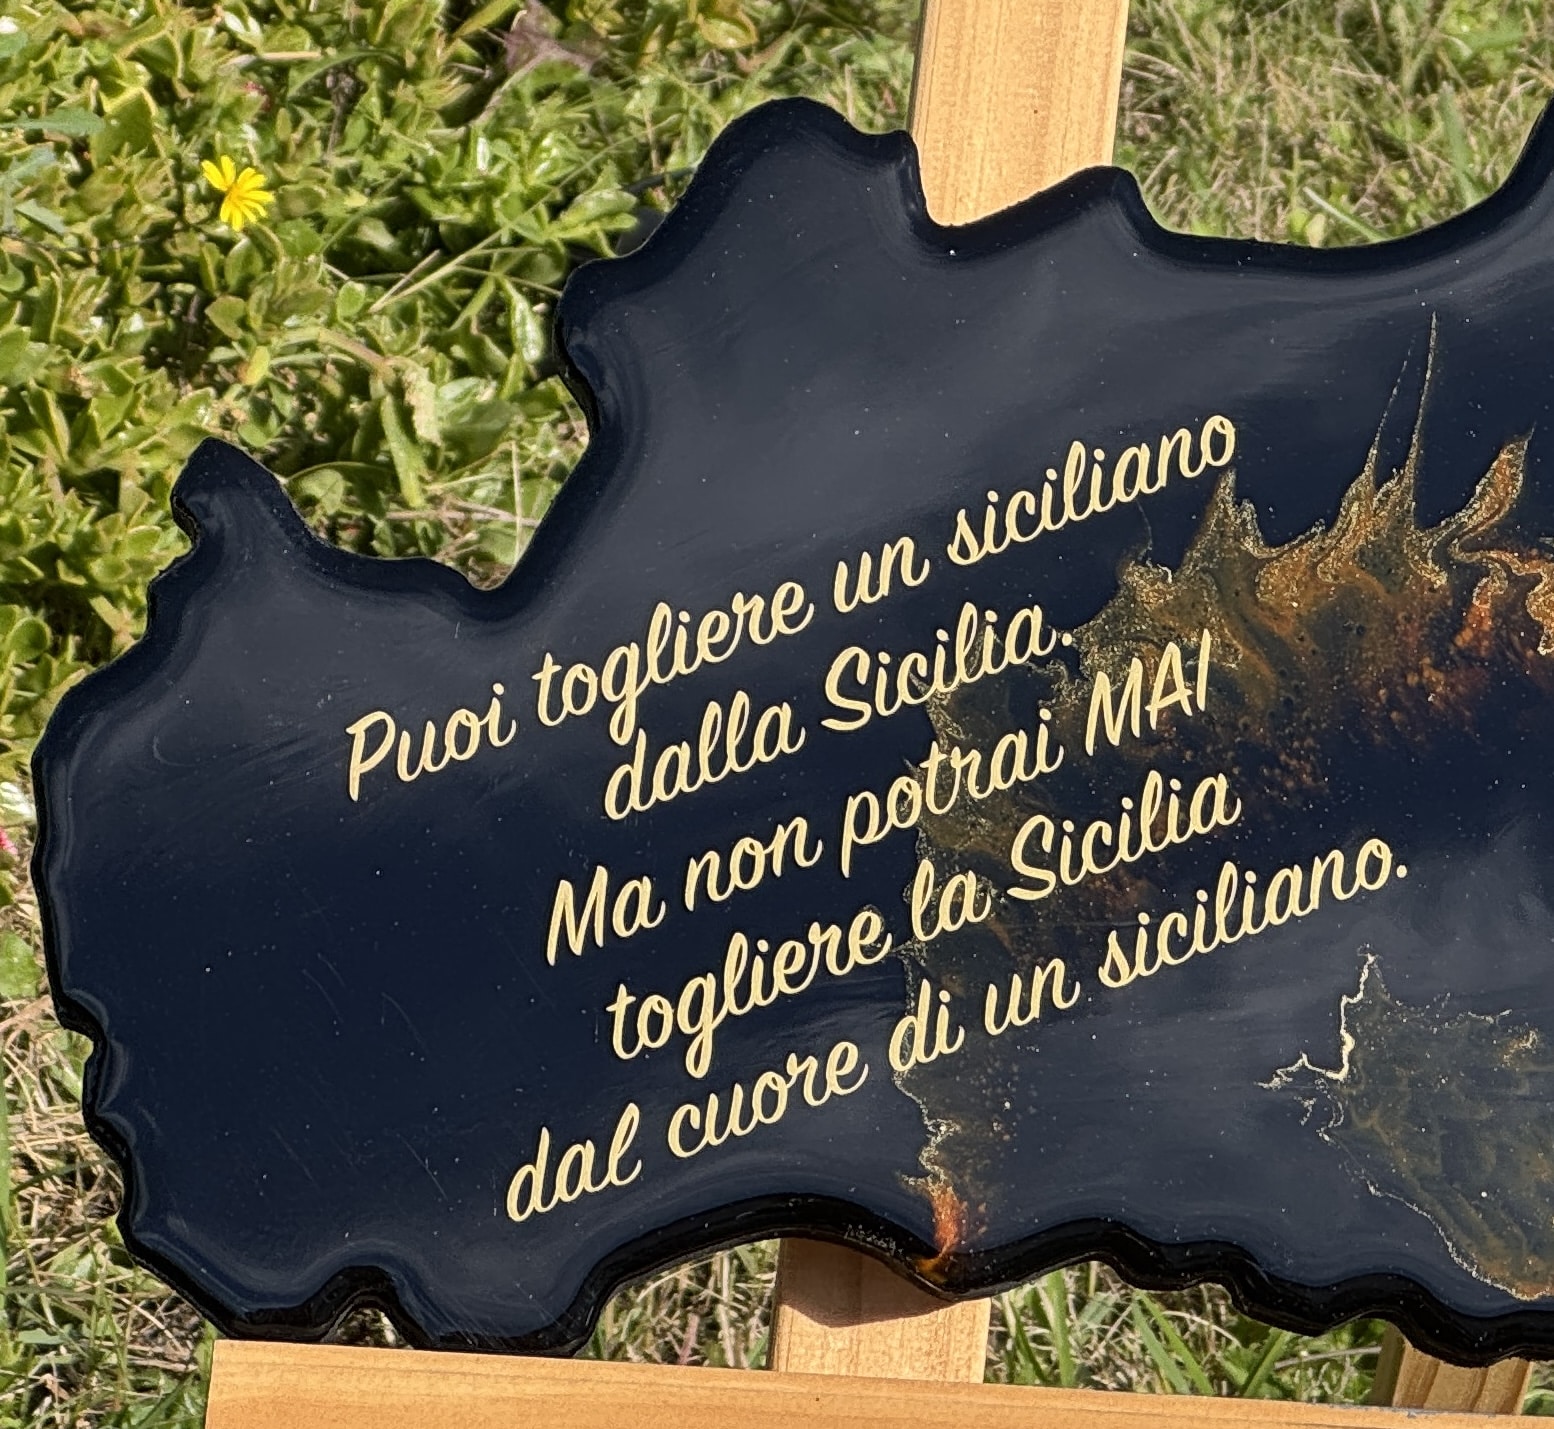 Puoi togliere un siciliano
dalla Sicilia.
Ma non potrai MAI
togliere la Sicilia
dal cuore di un siciliano.